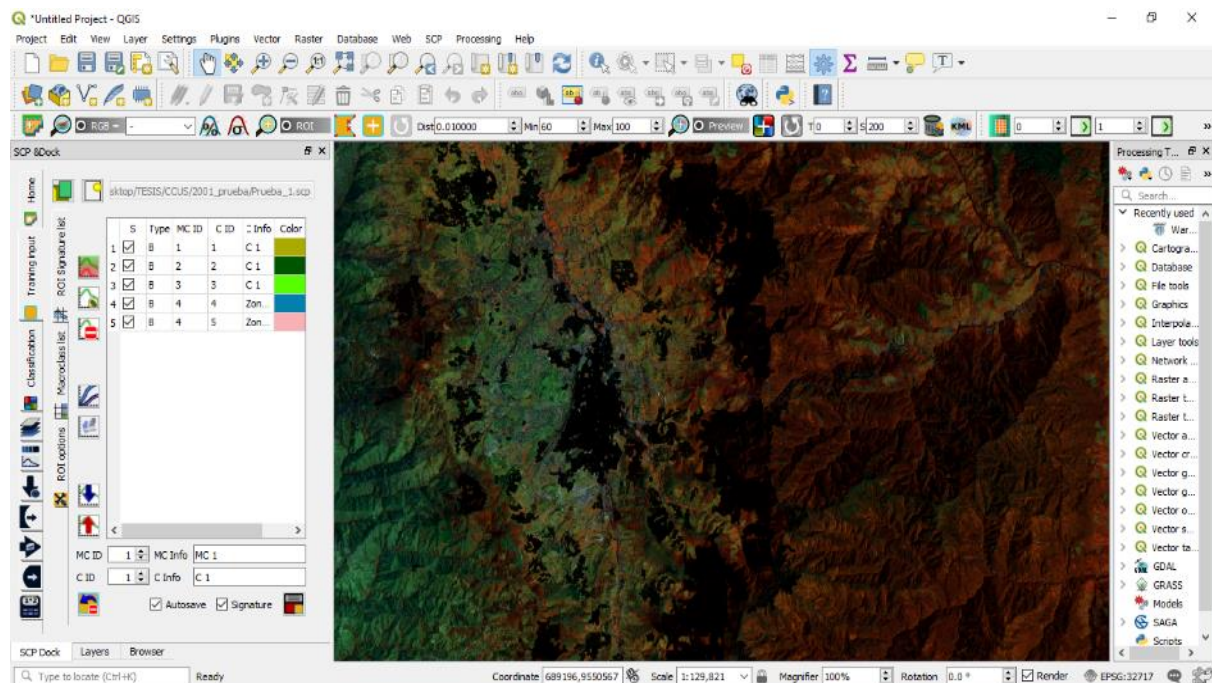 *Untitled Project - QGIS
Project Edit View Layer Settings Plugins Vector Raster Database Web SCP Processing Help
RGB = - ROI Dist 0.010000 Min 60 Max 100 Preview T 0 S 200 KML 0 1 »
SCP &Dock
Home
Training input
Classification
ROI Signature list
Macroclass list
ROI options
sktop/TESIS/CCUS/2001_prueba/Prueba_1.scp
S Type MC ID C ID Info Color
1 B 1 1 C 1
2 B 2 2 C 1
3 B 3 3 C 1
4 B 4 4 Zon...
5 B 4 5 Zon...
MC ID 1 MC Info MC 1
C ID 1 C Info C 1
Autosave Signature
SCP Dock Layers Browser
Processing T...
»
Search...
Recently used
War...
Cartogra...
Database
File tools
Graphics
Interpola...
Layer tools
Network ...
Raster a...
Raster t...
Raster t...
Vector a...
Vector cr...
Vector g...
Vector g...
Vector o...
Vector s...
Vector ta...
GDAL
GRASS
Models
SAGA
Scripts
Type to locate (Ctrl+K) Ready Coordinate 689196,9550567 Scale 1:129,821 Magnifier 100% Rotation 0.0 ° Render EPSG:32717